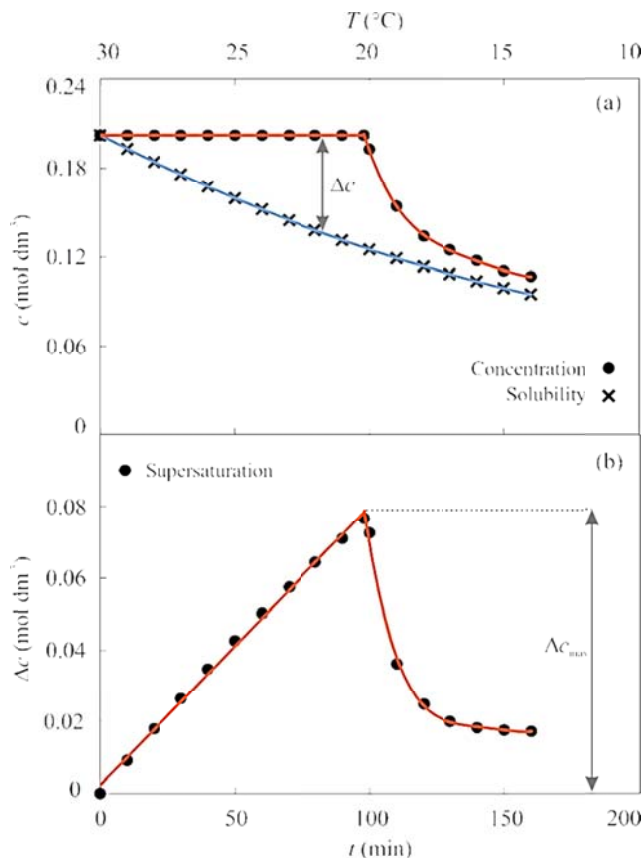 T (°C)
30 25 20 15 10
0.24
(a)
0.18
Δc
0.12
c (mol dm⁻³)
0.06
Concentration
Solubility
0
Supersaturation
(b)
0.08
0.06
Δc (mol dm⁻³)
0.04
Δcmax
0.02
0
0 50 100 150 200
t (min)